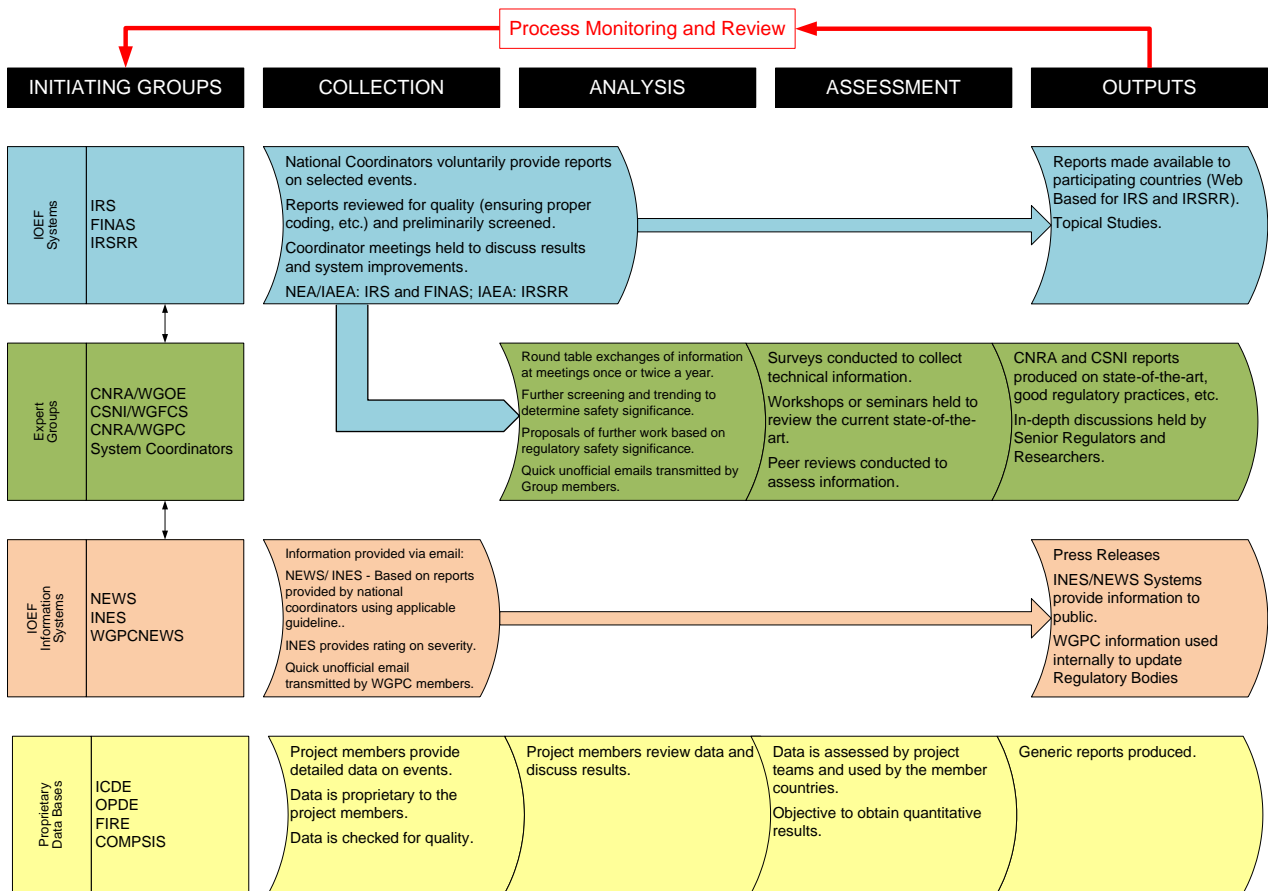 Process Monitoring and Review
INITIATING GROUPS
COLLECTION
ANALYSIS
ASSESSMENT
OUTPUTS
IOEF
Systems
IRS
FINAS
IRSRR
National Coordinators voluntarily provide reports
on selected events.
Reports reviewed for quality (ensuring proper
coding, etc.) and preliminarily screened.
Coordinator meetings held to discuss results
and system improvements.
NEA/IAEA: IRS and FINAS; IAEA: IRSRR
Reports made available to
participating countries (Web
Based for IRS and IRSRR).
Topical Studies.
Expert
Groups
CNRA/WGOE
CSNI/WGFCS
CNRA/WGPC
System Coordinators
Round table exchanges of information
at meetings once or twice a year.
Further screening and trending to
determine safety significance.
Proposals of further work based on
regulatory safety significance.
Quick unofficial emails transmitted by
Group members.
Surveys conducted to collect
technical information.
Workshops or seminars held to
review the current state-of-the-
art.
Peer reviews conducted to
assess information.
CNRA and CSNI reports
produced on state-of-the-art,
good regulatory practices, etc.
In-depth discussions held by
Senior Regulators and
Researchers.
IOEF
Information
Systems
NEWS
INES
WGPCNEWS
Information provided via email:
NEWS/ INES - Based on reports
provided by national
coordinators using applicable
guideline..
INES provides rating on severity.
Quick unofficial email
transmitted by WGPC members.
Press Releases
INES/NEWS Systems
provide information to
public.
WGPC information used
internally to update
Regulatory Bodies
Proprietary
Data Bases
ICDE
OPDE
FIRE
COMPSIS
Project members provide
detailed data on events.
Data is proprietary to the
project members.
Data is checked for quality.
Project members review data and
discuss results.
Data is assessed by project
teams and used by the member
countries.
Objective to obtain quantitative
results.
Generic reports produced.